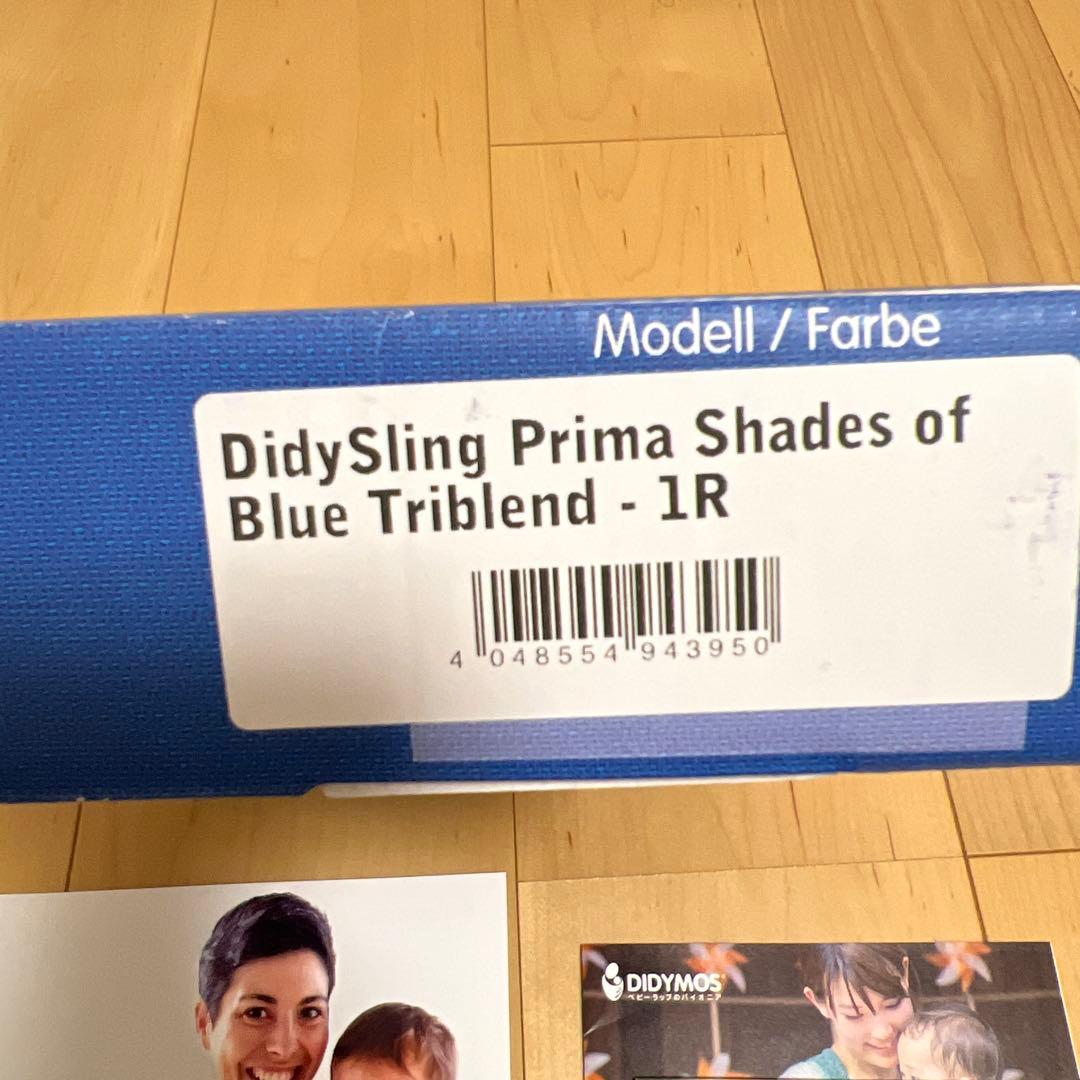 Modell / Farbe
DidySling Prima Shades of
Blue Triblend - 1R
4 048554 943950
DIDYMOS®
ベビーラップのパイオニア